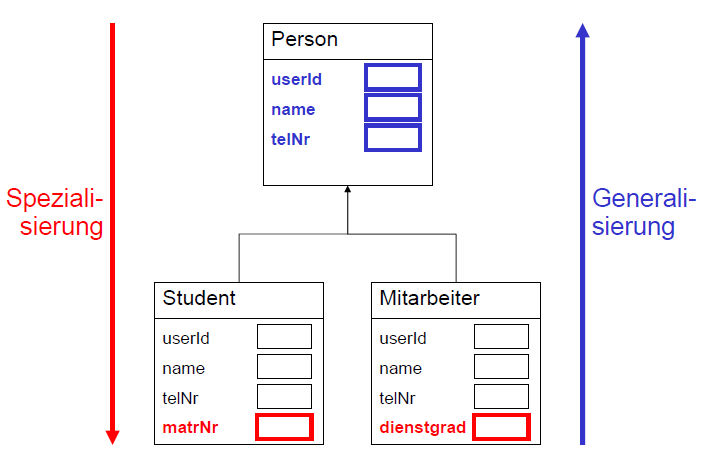 Person
userId
name
telNr
Speziali-
sierung
Generali-
sierung
Student
userId
name
telNr
matrNr
Mitarbeiter
userId
name
telNr
dienstgrad